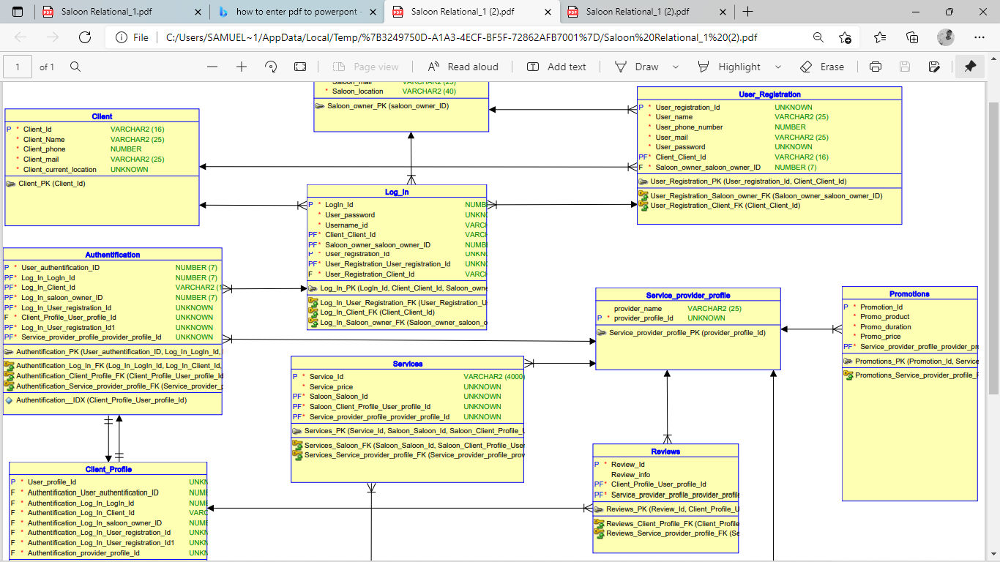 Saloon Relational_1.pdf
how to enter pdf to powerpont -
Saloon Relational_1 (2).pdf
Saloon Relational_1 (2).pdf
File
C:/Users/SAMUEL~1/AppData/Local/Temp/%7B3249750D-A1A3-4ECF-BF5F-72862AFB7001%7D/Saloon%20Relational_1%20(2).pdf
1 of 1
Page view
Read aloud
Add text
Draw
Highlight
Erase
Saloon_mail VARCHAR2 (25)
* Saloon_location VARCHAR2 (40)
Saloon_owner_PK (saloon_owner_ID)
Client
P * Client_Id VARCHAR2 (16)
* Client_Name VARCHAR2 (25)
* Client_phone NUMBER
* Client_mail VARCHAR2 (25)
* Client_current_location UNKNOWN
Client_PK (Client_Id)
User_Registration
P * User_registration_Id UNKNOWN
* User_name VARCHAR2 (25)
* User_phone_number NUMBER
* User_mail VARCHAR2 (25)
* User_password UNKNOWN
PF* Client_Client_Id VARCHAR2 (16)
F * Saloon_owner_saloon_owner_ID NUMBER (7)
User_Registration_PK (User_registration_Id, Client_Client_Id)
User_Registration_Saloon_owner_FK (Saloon_owner_saloon_owner_ID)
User_Registration_Client_FK (Client_Client_Id)
Log_In
P * LogIn_Id NUMB
* User_password UNKN
* Username_id VARC
PF* Client_Client_Id VARC
PF* Saloon_owner_saloon_owner_ID NUMB
U * User_registration_Id UNKN
PF* User_Registration_User_registration_Id UNKN
F * User_Registration_Client_Id VARC
Log_In_PK (LogIn_Id, Client_Client_Id, Saloon_owne
Log_In_User_Registration_FK (User_Registration_U
Log_In_Client_FK (Client_Client_Id)
Log_In_Saloon_owner_FK (Saloon_owner_saloon_o
Authentification
P * User_authentification_ID NUMBER (7)
PF* Log_In_LogIn_Id NUMBER (7)
PF* Log_In_Client_Id VARCHAR2 (1
PF* Log_In_saloon_owner_ID NUMBER (7)
PF* Log_In_User_registration_Id UNKNOWN
F * Client_Profile_User_profile_Id UNKNOWN
PF* Log_In_User_registration_Id1 UNKNOWN
PF* Service_provider_profile_provider_profile_Id UNKNOWN
Authentification_PK (User_authentification_ID, Log_In_LogIn_Id,
Authentification_Log_In_FK (Log_In_LogIn_Id, Log_In_Client_Id,
Authentification_Client_Profile_FK (Client_Profile_User_profile_Id
Authentification_Service_provider_profile_FK (Service_provider_p
Authentification__IDX (Client_Profile_User_profile_Id)
Service_provider_profile
provider_name VARCHAR2 (25)
P * provider_profile_Id UNKNOWN
Service_provider_profile_PK (provider_profile_Id)
Promotions
P * Promotion_Id
* Promo_product
* Promo_duration
* Promo_price
PF* Service_provider_profile_provider_pr
Promotions_PK (Promotion_Id, Service
Promotions_Service_provider_profile_F
Services
P * Service_Id VARCHAR2 (4000)
* Service_price UNKNOWN
PF* Saloon_Saloon_Id UNKNOWN
PF* Saloon_Client_Profile_User_profile_Id UNKNOWN
PF* Service_provider_profile_provider_profile_Id UNKNOWN
Services_PK (Service_Id, Saloon_Saloon_Id, Saloon_Client_Profile_U
Services_Saloon_FK (Saloon_Saloon_Id, Saloon_Client_Profile_User
Services_Service_provider_profile_FK (Service_provider_profile_prov
Client_Profile
P * User_profile_Id UNKN
F * Authentification_User_authentification_ID NUME
F * Authentification_Log_In_LogIn_Id NUME
F * Authentification_Log_In_Client_Id VARC
F * Authentification_Log_In_saloon_owner_ID NUME
F * Authentification_Log_In_User_registration_Id UNKN
F * Authentification_Log_In_User_registration_Id1 UNKN
F * Authentification_provider_profile_Id UNKN
Reviews
P * Review_Id
Review_info
PF* Client_Profile_User_profile_Id
PF* Service_provider_profile_provider_profile
Reviews_PK (Review_Id, Client_Profile_U
Reviews_Client_Profile_FK (Client_Profile
Reviews_Service_provider_profile_FK (Se